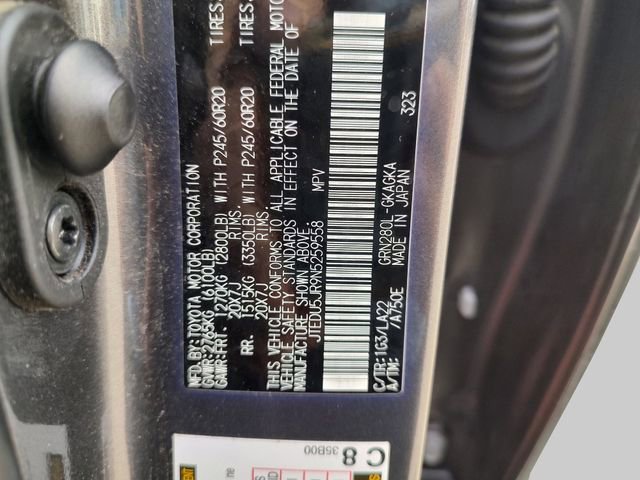 TOYOTA MOTOR CORPORATION
GVWR: 2765KG (6100LB)
GAWR: FRT. 1270KG (2800LB) WITH P245/60R20 TIRES,
20X7J RIMS,
RR. 1515KG (3350LB) WITH P245/60R20 TIRES,
20X7J RIMS,
THIS VEHICLE CONFORMS TO ALL APPLICABLE FEDERAL MOTOR
VEHICLE SAFETY STANDARDS IN EFFECT ON THE DATE OF
MANUFACTURE SHOWN ABOVE.
JTEDU5JR9N5259558 MPV
C/TR: 1G3/LA22 GRN280L-GKAGKA
A/TM: /A750E MADE IN JAPAN 323
C 8
35B00